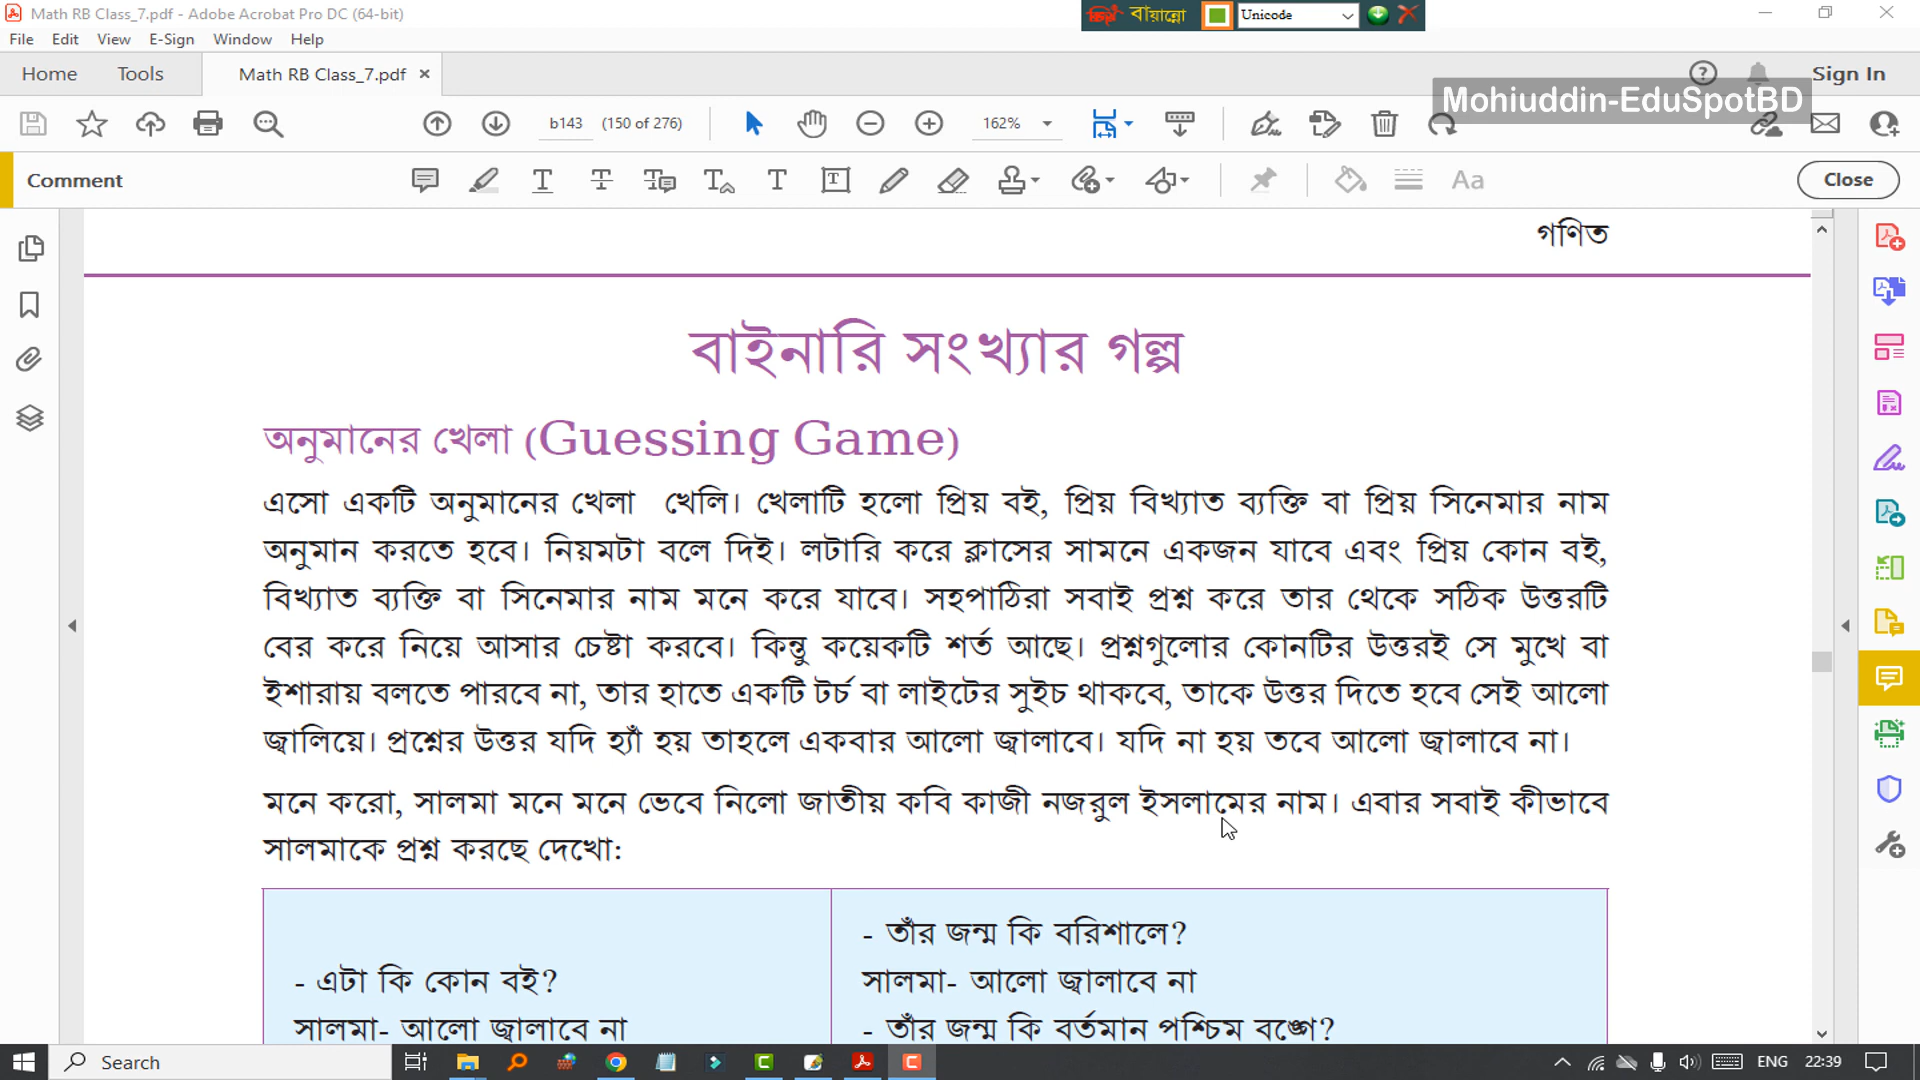 Math RB Class_7.pdf - Adobe Acrobat Pro DC (64-bit)
বায়ান্নো Unicode
File Edit View E-Sign Window Help
Home Tools Math RB Class_7.pdf × Sign In
Mohiuddin-EduSpotBD
b143 (150 of 276) 162%
Comment Aa Close
গণিত
বাইনারি সংখ্যার গল্প
অনুমানের খেলা (Guessing Game)
এসো একটি অনুমানের খেলা খেলি। খেলাটি হলো প্রিয় বই, প্রিয় বিখ্যাত ব্যক্তি বা প্রিয় সিনেমার নাম
অনুমান করতে হবে। নিয়মটা বলে দিই। লটারি করে ক্লাসের সামনে একজন যাবে এবং প্রিয় কোন বই,
বিখ্যাত ব্যক্তি বা সিনেমার নাম মনে করে যাবে। সহপাঠিরা সবাই প্রশ্ন করে তার থেকে সঠিক উত্তরটি
বের করে নিয়ে আসার চেষ্টা করবে। কিন্তু কয়েকটি শর্ত আছে। প্রশ্নগুলোর কোনটির উত্তরই সে মুখে বা
ইশারায় বলতে পারবে না, তার হাতে একটি টর্চ বা লাইটের সুইচ থাকবে, তাকে উত্তর দিতে হবে সেই আলো
জ্বালিয়ে। প্রশ্নের উত্তর যদি হ্যাঁ হয় তাহলে একবার আলো জ্বালাবে। যদি না হয় তবে আলো জ্বালাবে না।
মনে করো, সালমা মনে মনে ভেবে নিলো জাতীয় কবি কাজী নজরুল ইসলামের নাম। এবার সবাই কীভাবে
সালমাকে প্রশ্ন করছে দেখো:
- এটা কি কোন বই?
সালমা- আলো জ্বালাবে না
- তাঁর জন্ম কি বরিশালে?
সালমা- আলো জ্বালাবে না
- তাঁর জন্ম কি বর্তমান পশ্চিম বঙ্গে?
Search ENG 22:39